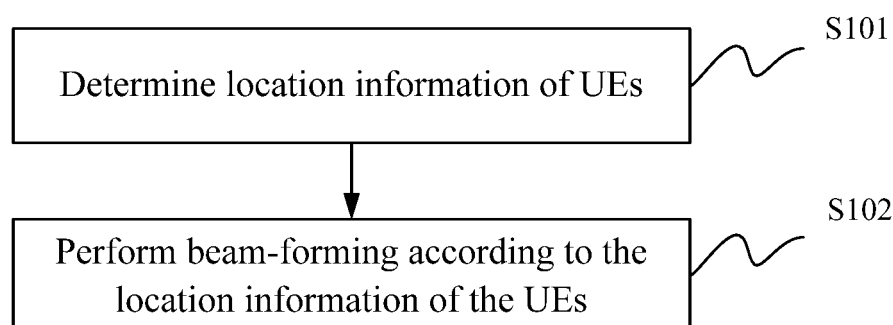 S101
Determine location information of UEs
S102
Perform beam-forming according to the
location information of the UEs